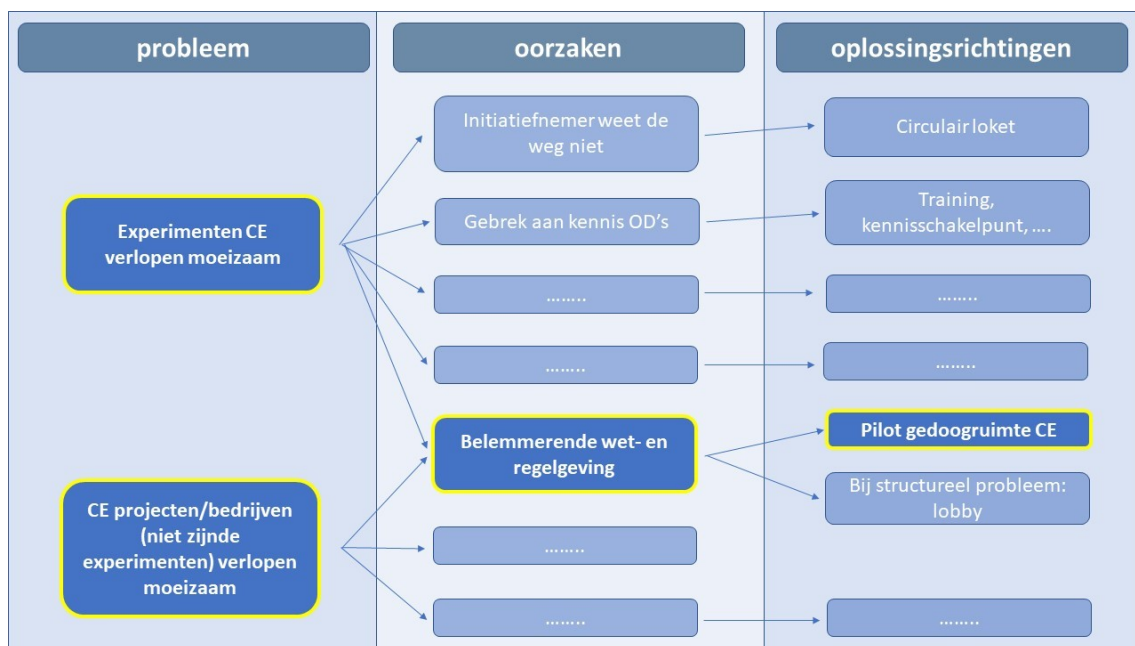 probleem
oorzaken
oplossingsrichtingen
Initiatiefnemer weet de
weg niet
Circulair loket
Experimenten CE
verlopen moeizaam
Gebrek aan kennis OD's
Training,
kennisschakelpunt, ....
........
........
........
........
Belemmerende wet- en
regelgeving
Pilot gedoogruimte CE
Bij structureel probleem:
lobby
CE projecten/bedrijven
(niet zijnde
experimenten) verlopen
moeizaam
........
........
........